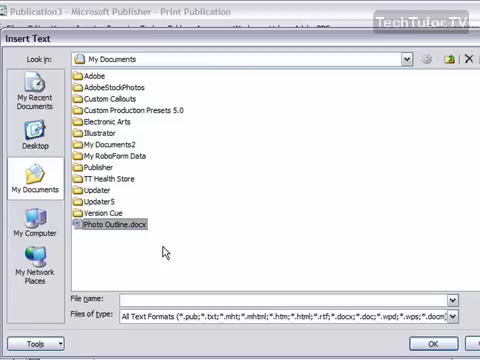 Publication3 - Microsoft Publisher - Print Publication
TechTutor.TV
Insert Text
Look in:
My Documents
My Recent
Documents
Desktop
My Documents
My Computer
My Network
Places
Adobe
AdobeStockPhotos
Custom Callouts
Custom Production Presets 5.0
Electronic Arts
Illustrator
My Documents2
My RoboForm Data
Publisher
TT Health Store
Updater
Updater5
Version Cue
Photo Outline.docx
File name:
Files of type:
All Text Formats (*.pub;*.txt;*.mht;*.mhtml;*.htm;*.html;*.rtf;*.docx;*.doc;*.wpd;*.wps;*.docm)
Tools
OK